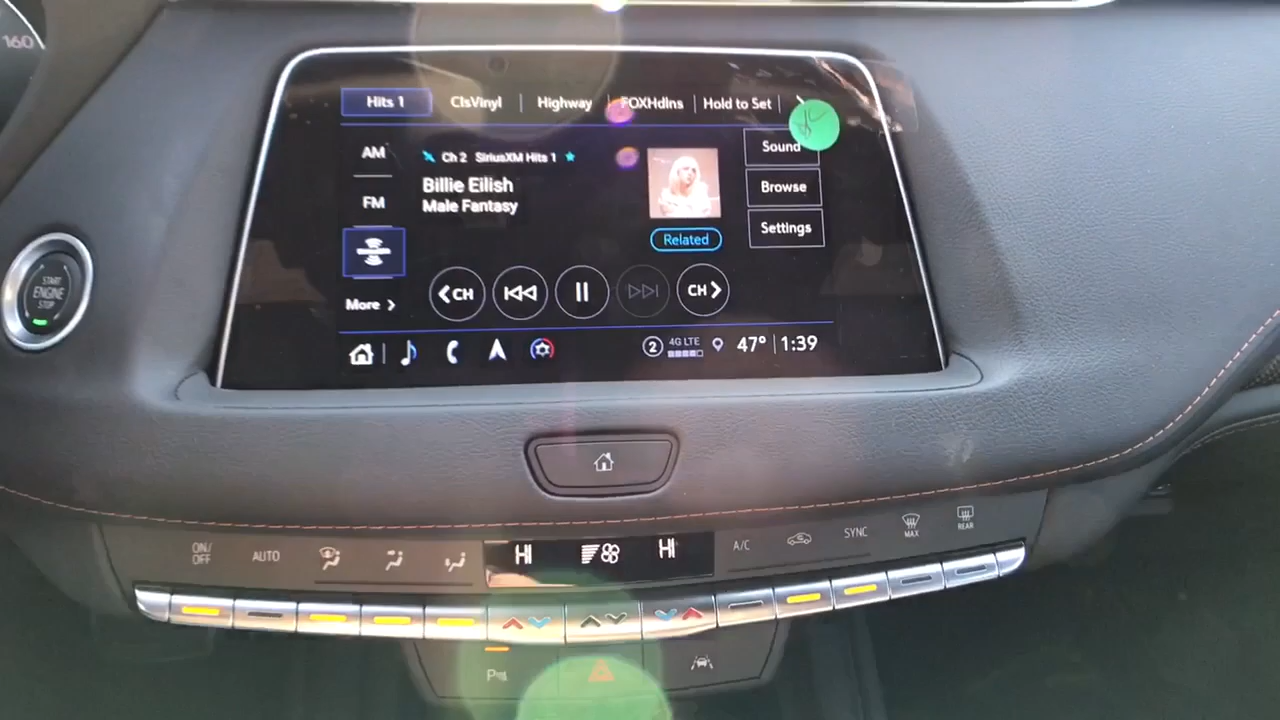 160
Hits 1
ClsVinyl
Highway
FOXHdlns
Hold to Set
AM
Ch 2 SiriusXM Hits 1
Sound
Billie Eilish
Male Fantasy
Browse
FM
Settings
Related
START
ENGINE
STOP
CH
CH
More
2
4G LTE
47°
1:39
ON/
OFF
AUTO
HI
HI
A/C
SYNC
MAX
REAR